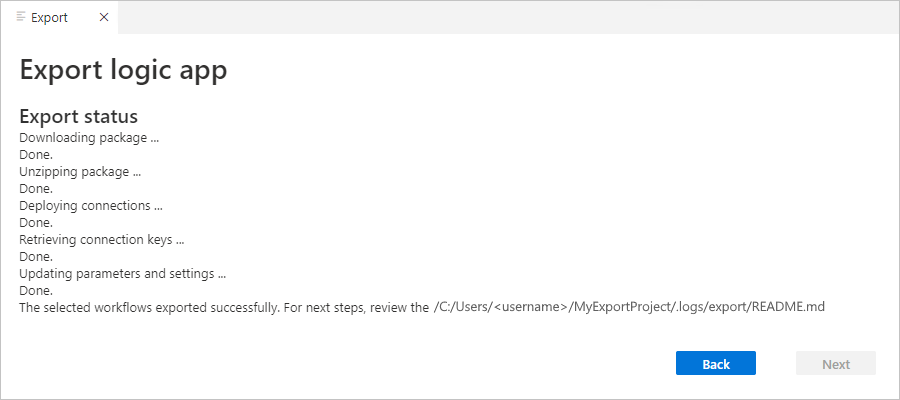 Export
Export logic app
Export status
Downloading package ...
Done.
Unzipping package ...
Done.
Deploying connections ...
Done.
Retrieving connection keys ...
Done.
Updating parameters and settings ...
Done.
The selected workflows exported successfully. For next steps, review the /C:/Users/<username>/MyExportProject/.logs/export/README.md
Back
Next